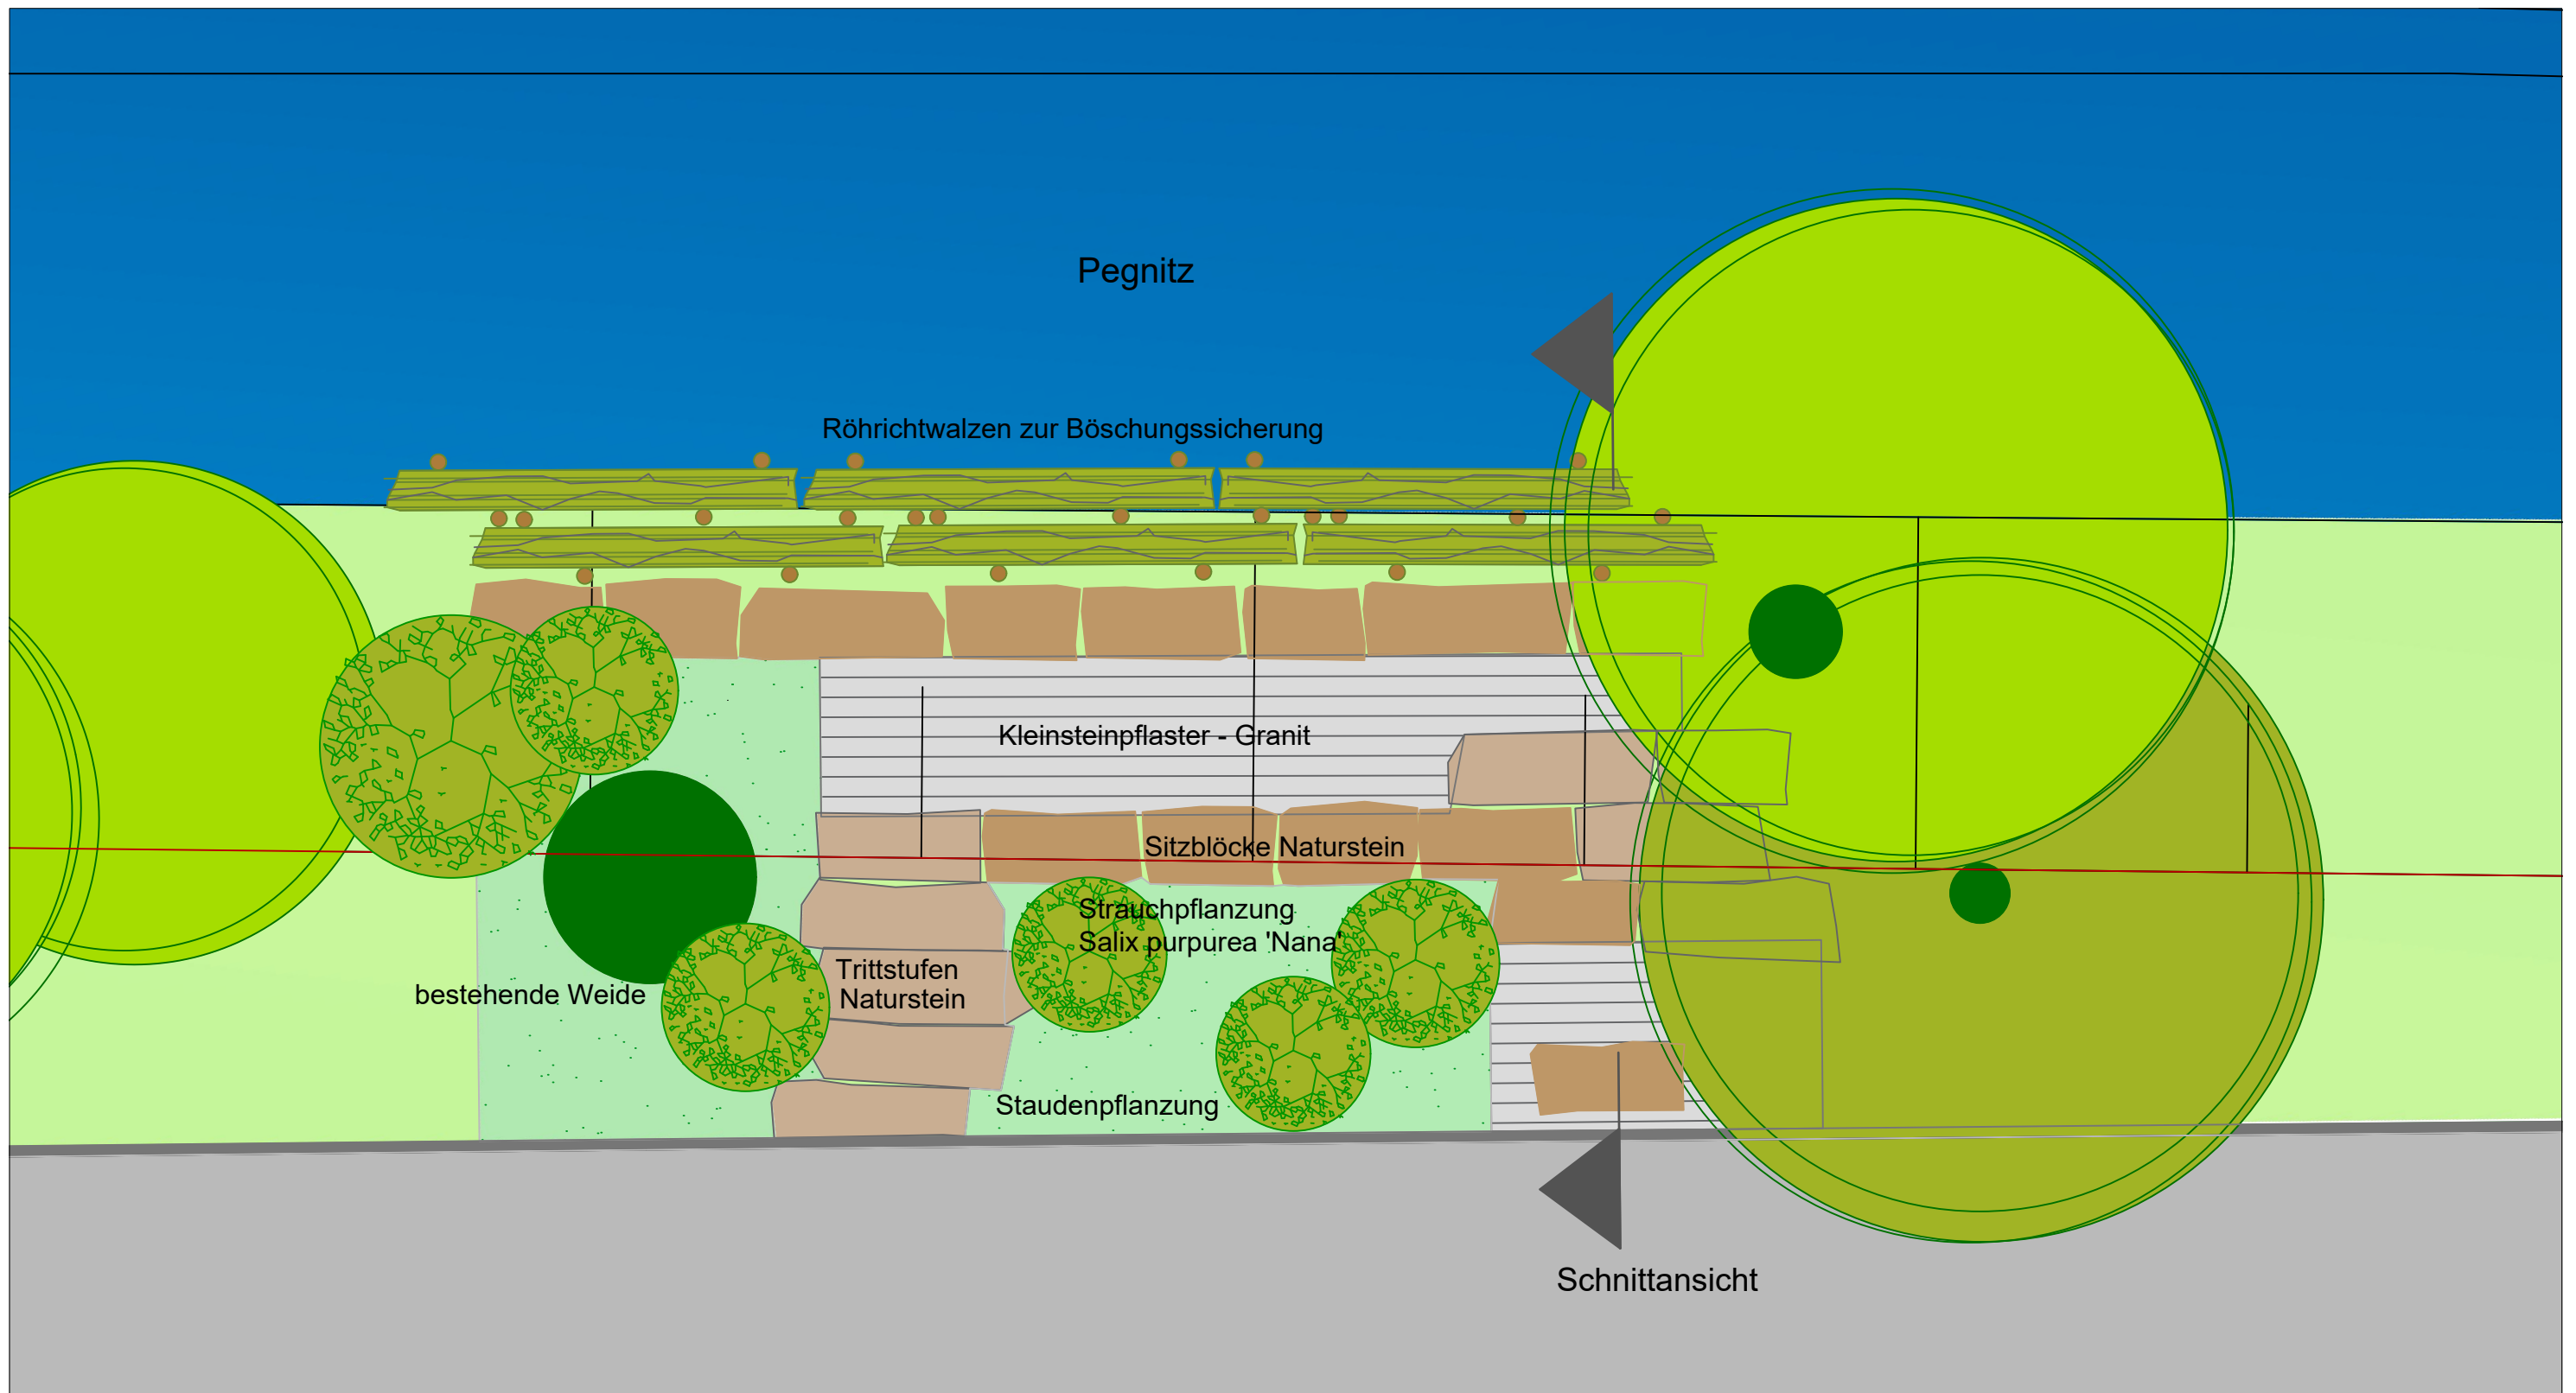 Pegnitz
Röhrichtwalzen zur Böschungssicherung
Kleinsteinpflaster - Granit
Sitzblöcke Naturstein
Strauchpflanzung
Salix purpurea 'Nana'
Trittstufen
Naturstein
bestehende Weide
Staudenpflanzung
Schnittansicht